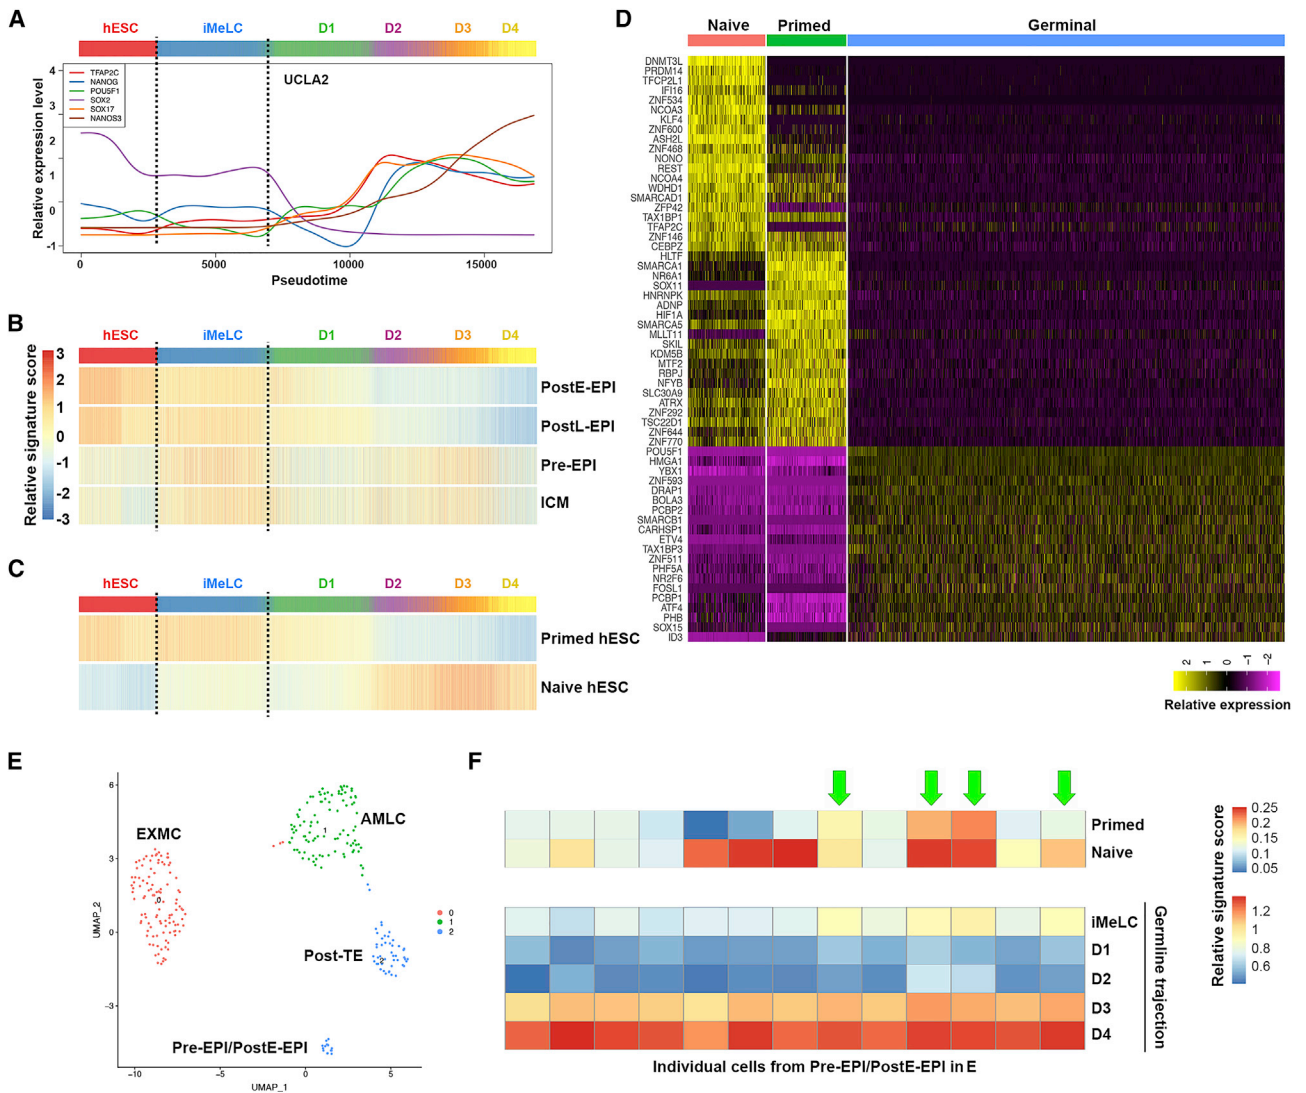 A
hESC iMeLC D1 D2 D3 D4
UCLA2
TFAP2C
NANOG
POU5F1
SOX2
SOX17
NANOS3
Relative expression level
4
3
2
1
0
-1
0 5000 10000 15000
Pseudotime
B
hESC iMeLC D1 D2 D3 D4
Relative signature score
3
2
1
0
-1
-2
-3
PostE-EPI
PostL-EPI
Pre-EPI
ICM
C
hESC iMeLC D1 D2 D3 D4
Primed hESC
Naive hESC
D
Naive Primed Germinal
DNMT3L
PRDM14
TFCP2L1
IFI16
ZNF534
NCOA3
KLF4
ZNF600
ASH2L
ZNF468
NONO
REST
NCOA4
WDHD1
SMARCAD1
ZFP42
TAX1BP1
TFAP2C
ZNF146
CEBPZ
HLTF
SMARCA1
NR6A1
SOX11
HNRNPK
ADNP
HIF1A
SMARCA5
MLLT11
SKIL
KDM5B
MTF2
RBPJ
NFYB
SLC30A9
ATRX
ZNF292
TSC22D1
ZNF644
ZNF770
POU5F1
HMGA1
YBX1
ZNF593
DRAP1
BOLA3
PCBP2
SMARCB1
CARHSP1
ETV4
TAX1BP3
ZNF511
PHF5A
NR2F6
FOSL1
PCBP1
ATF4
PHB
SOX15
ID3
2 1 0 -1 -2
Relative expression
E
6
3
0
-3
UMAP_2
EXMC
AMLC
Post-TE
Pre-EPI/PostE-EPI
0
1
2
0
1
2
-10 -5 0 5
UMAP_1
F
Primed
Naive
iMeLC
D1
D2
D3
D4
Germline trajection
Individual cells from Pre-EPI/PostE-EPI in E
Relative signature score
0.25
0.2
0.15
0.1
0.05
1.2
1
0.8
0.6